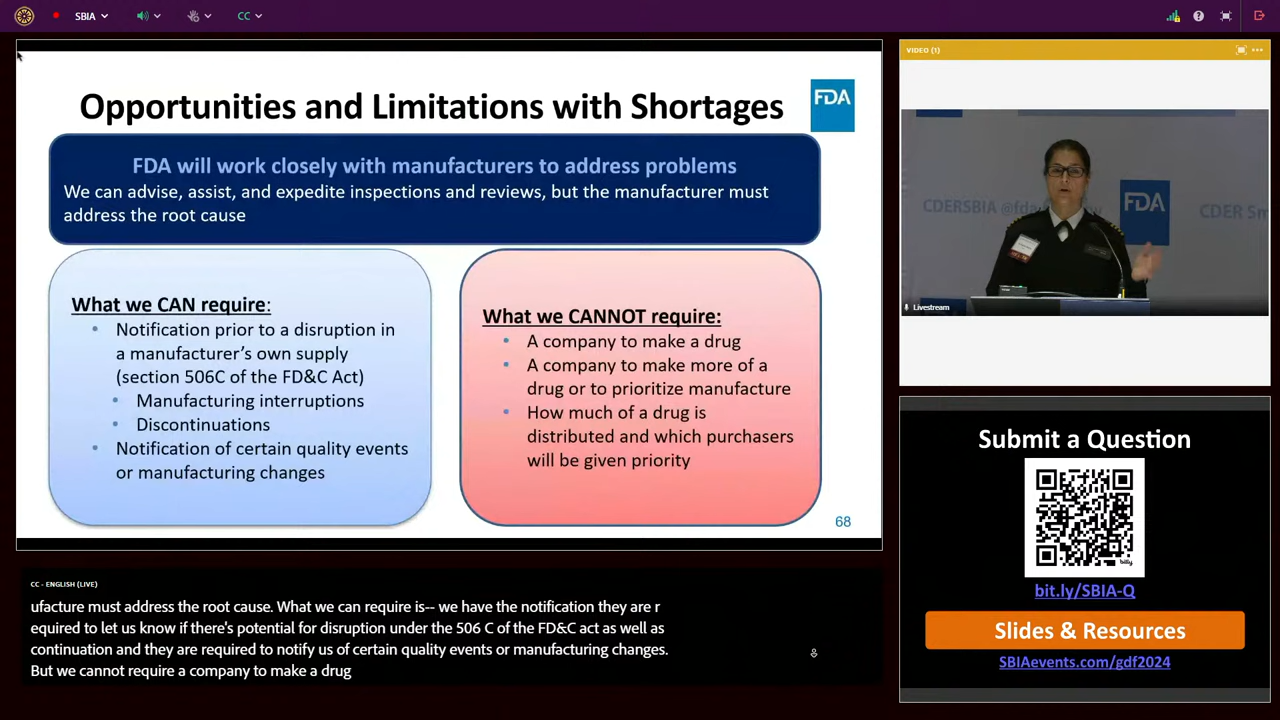 SBIA
CC
Opportunities and Limitations with Shortages
FDA
FDA will work closely with manufacturers to address problems
We can advise, assist, and expedite inspections and reviews, but the manufacturer must
address the root cause
What we CAN require:
• Notification prior to a disruption in
a manufacturer’s own supply
(section 506C of the FD&C Act)
• Manufacturing interruptions
• Discontinuations
• Notification of certain quality events
or manufacturing changes
What we CANNOT require:
• A company to make a drug
• A company to make more of a
drug or to prioritize manufacture
• How much of a drug is
distributed and which purchasers
will be given priority
68
CC - ENGLISH (LIVE)
ufacture must address the root cause. What we can require is-- we have the notification they are r
equired to let us know if there's potential for disruption under the 506 C of the FD&C act as well as
continuation and they are required to notify us of certain quality events or manufacturing changes.
But we cannot require a company to make a drug
VIDEO (1)
CDERSBIA
FDA
CDER
Livestream
Submit a Question
bitly
bit.ly/SBIA-Q
Slides & Resources
SBIAevents.com/gdf2024